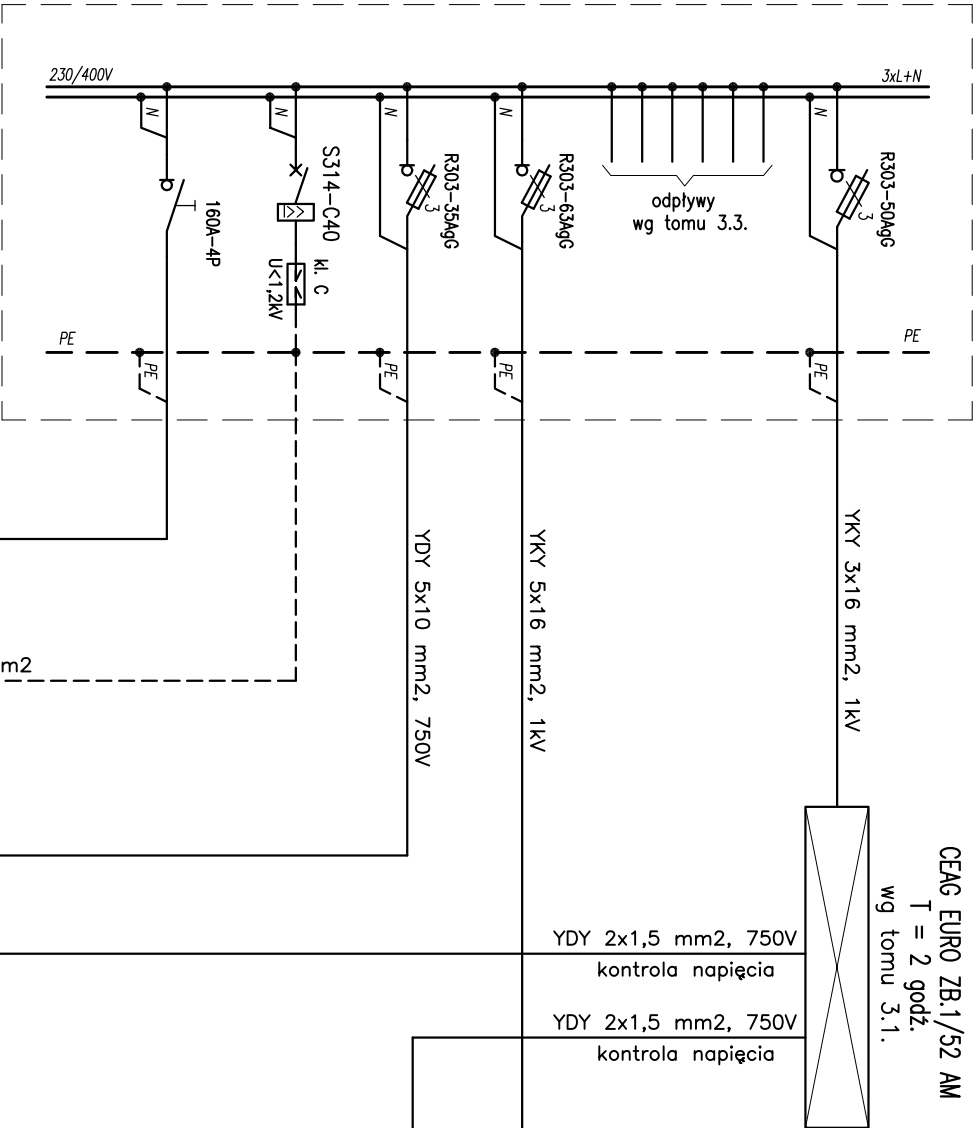 230/400V
3xL+N
N
N
N
N
N
160A-4P
S314-C40
kl. C
U<1,2kV
R303-35AgG
3
R303-63AgG
3
odpływy
wg tomu 3.3.
R303-50AgG
3
PE
PE
PE
PE
PE
PE
YDY 5x10 mm2, 750V
YKY 5x16 mm2, 1kV
YKY 3x16 mm2, 1kV
m2
CEAG EURO ZB.1/52 AM
T = 2 godź.
wg tomu 3.1.
YDY 2x1,5 mm2, 750V
kontrola napięcia
YDY 2x1,5 mm2, 750V
kontrola napięcia